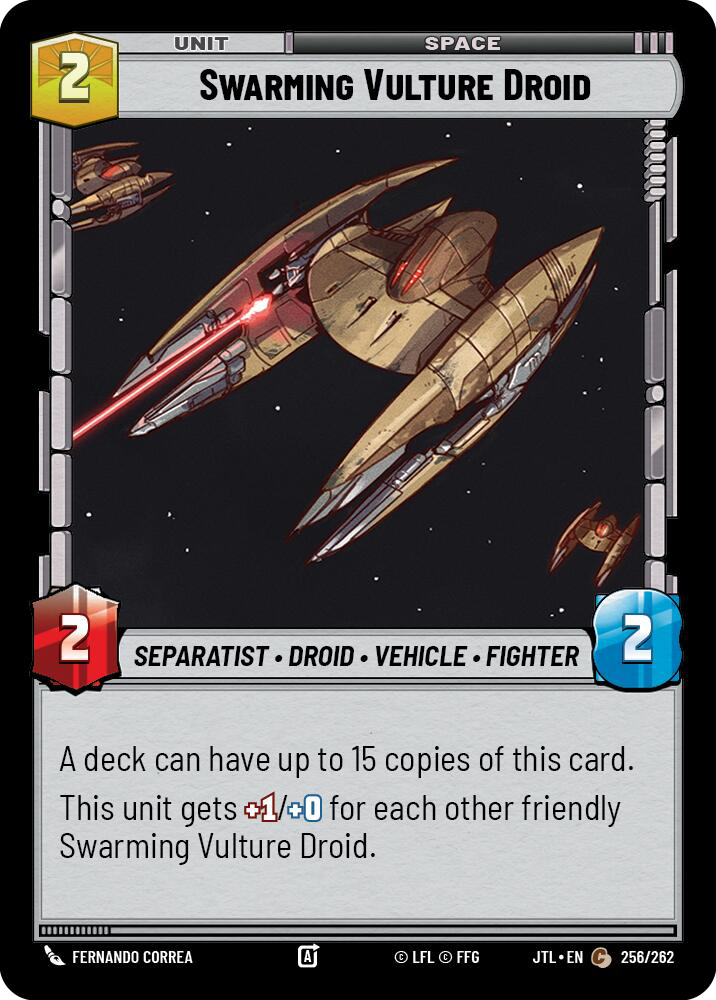 UNIT
SPACE
2
SWARMING VULTURE DROID
2
SEPARATIST • DROID • VEHICLE • FIGHTER
2
A deck can have up to 15 copies of this card.
This unit gets +1/+0 for each other friendly
Swarming Vulture Droid.
FERNANDO CORREA
A
© LFL © FFG
JTL • EN
C
256/262